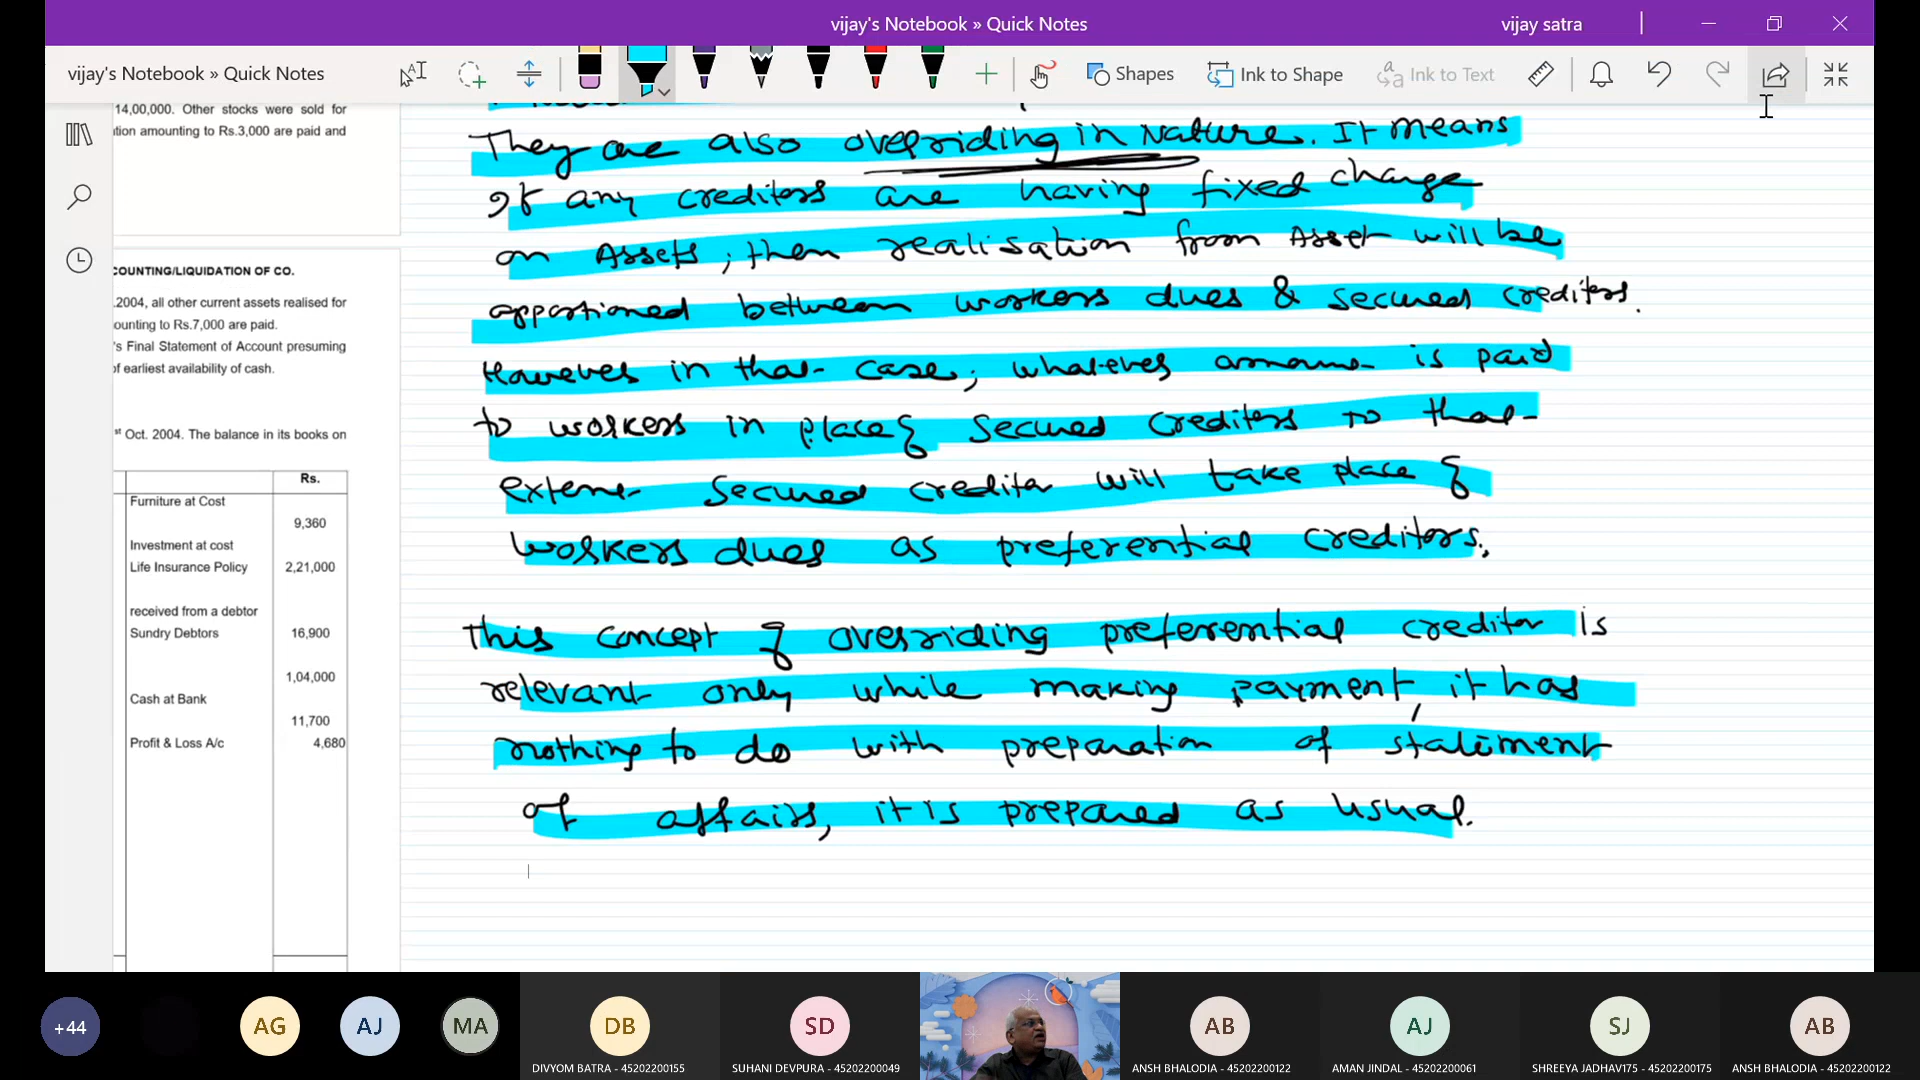 vijay's Notebook » Quick Notes
vijay satra
vijay's Notebook » Quick Notes
Shapes
Ink to Shape
Ink to Text
14,00,000. Other stocks were sold for
tion amounting to Rs.3,000 are paid and
COUNTING/LIQUIDATION OF CO.
.2004, all other current assets realised for
ounting to Rs.7,000 are paid.
's Final Statement of Account presuming
of earliest availability of cash.
st Oct. 2004. The balance in its books on
Rs.
Furniture at Cost
9,360
Investment at cost
Life Insurance Policy 2,21,000
received from a debtor
Sundry Debtors 16,900
1,04,000
Cash at Bank
11,700
Profit & Loss A/c 4,680
They are also overriding in Nature. It means
If any creditors are having fixed charge
on Assets, then realisation from Asset will be
apportioned between workers dues & secured creditors.
However in that case, whatever amount is paid
to workers in place of secured creditors to that
extent secured creditor will take place of
workers dues as preferential creditors.
This concept of overriding preferential creditor is
relevant only while making payment, it has
nothing to do with preparation of statement
of affairs, it is prepared as usual.
+44
AG
AJ
MA
DB
DIVYOM BATRA - 45202200155
SD
SUHANI DEVPURA - 45202200049
AB
ANSH BHALODIA - 45202200122
AJ
AMAN JINDAL - 45202200061
SJ
SHREEYA JADHAV175 - 45202200175
AB
ANSH BHALODIA - 45202200122